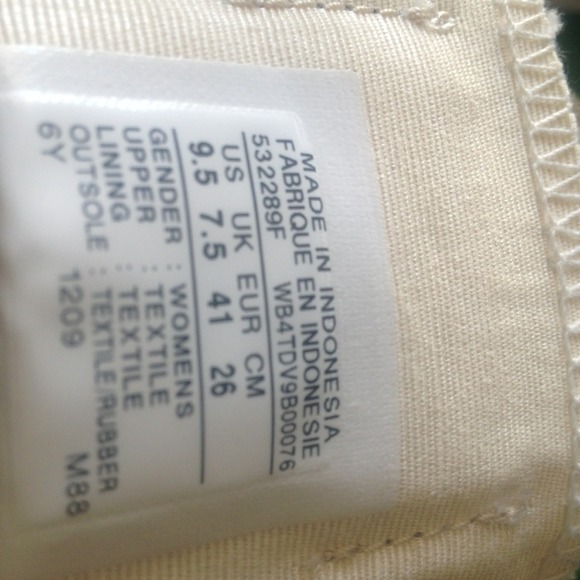 MADE IN INDONESIA
FABRIQUE EN INDONESIE
532289F WB4TDV9B00076
US UK EUR CM
9.5 7.5 41 26
GENDER : WOMENS
UPPER : TEXTILE
LINING : TEXTILE
OUTSOLE : TEXTILE/RUBBER
6Y 1209 M88